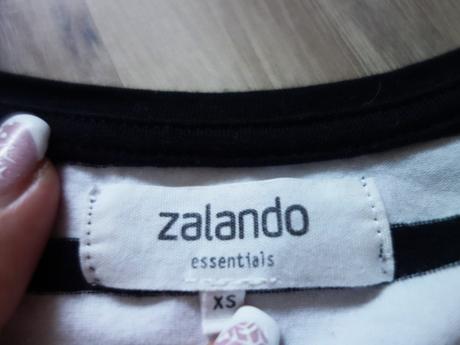 zalando
essentials
XS